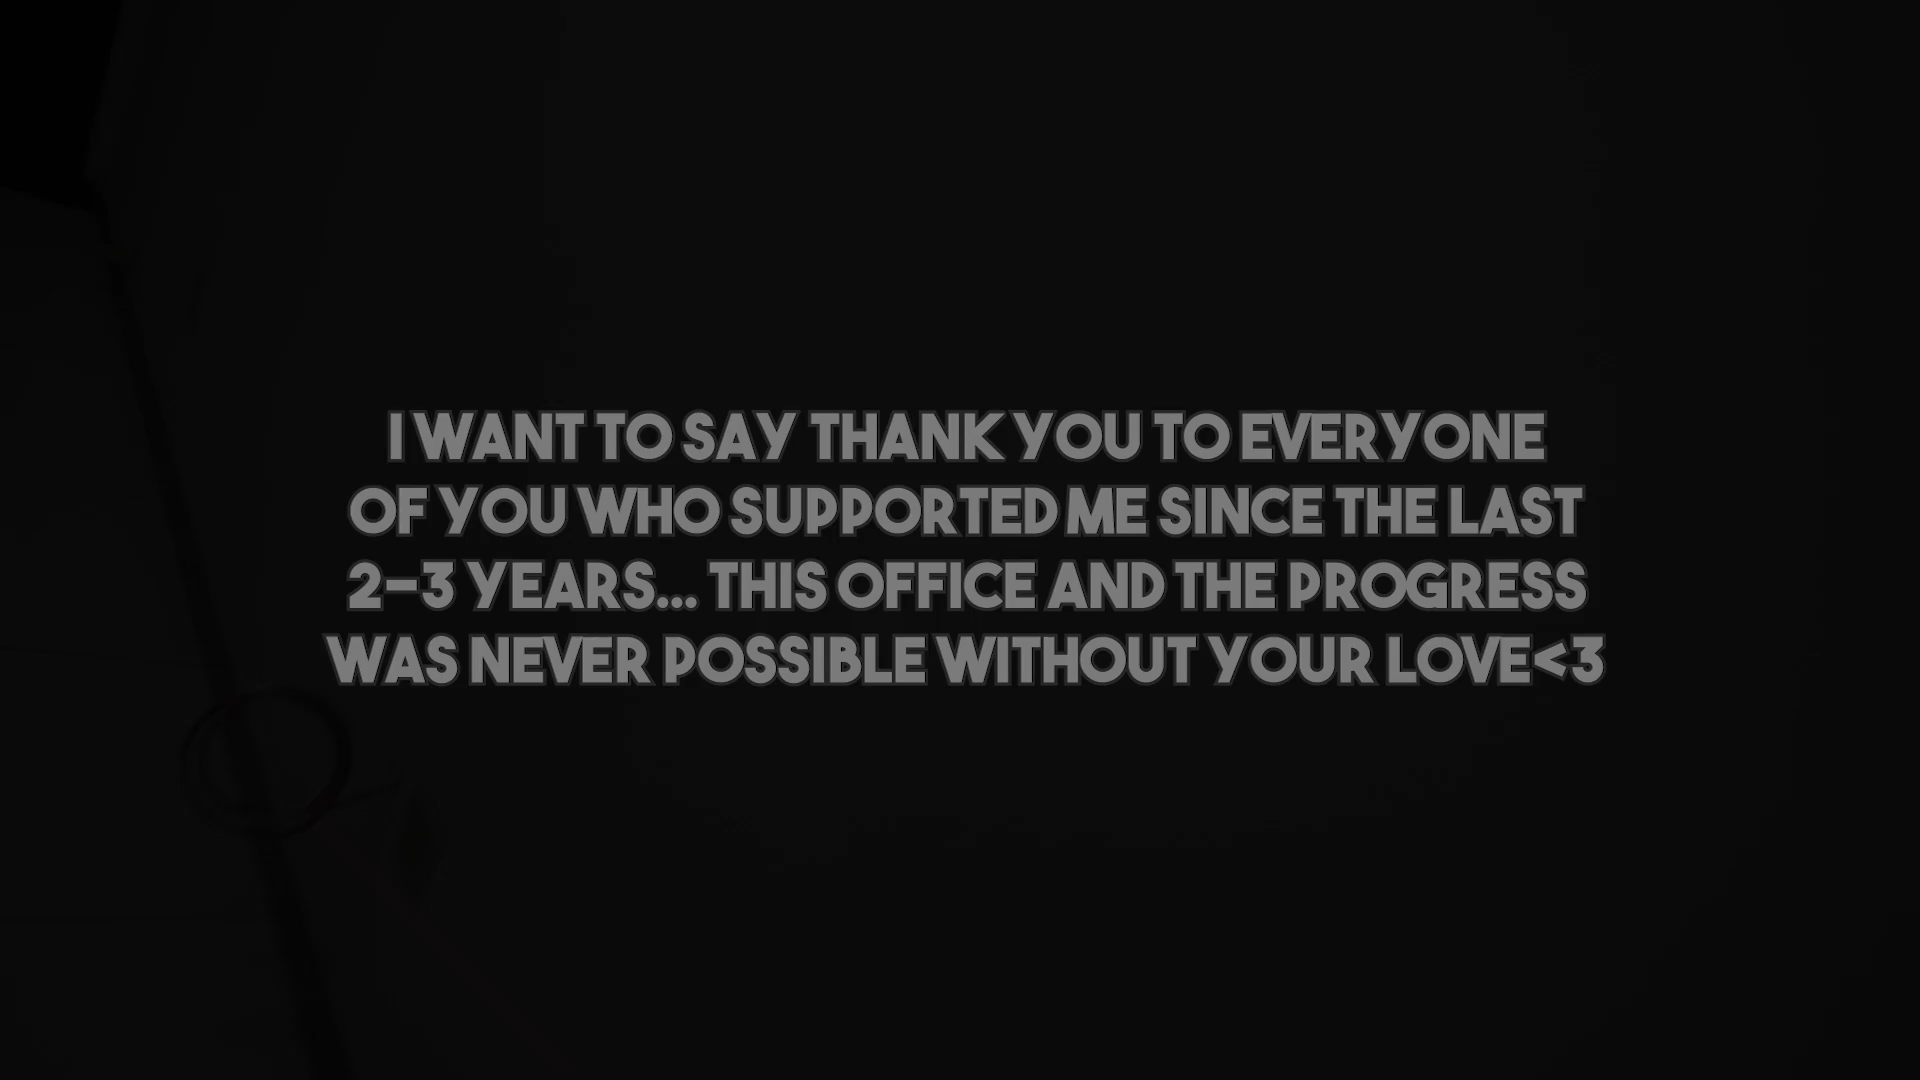 I WANT TO SAY THANK YOU TO EVERYONE
OF YOU WHO SUPPORTED ME SINCE THE LAST
2-3 YEARS... THIS OFFICE AND THE PROGRESS
WAS NEVER POSSIBLE WITHOUT YOUR LOVE<3